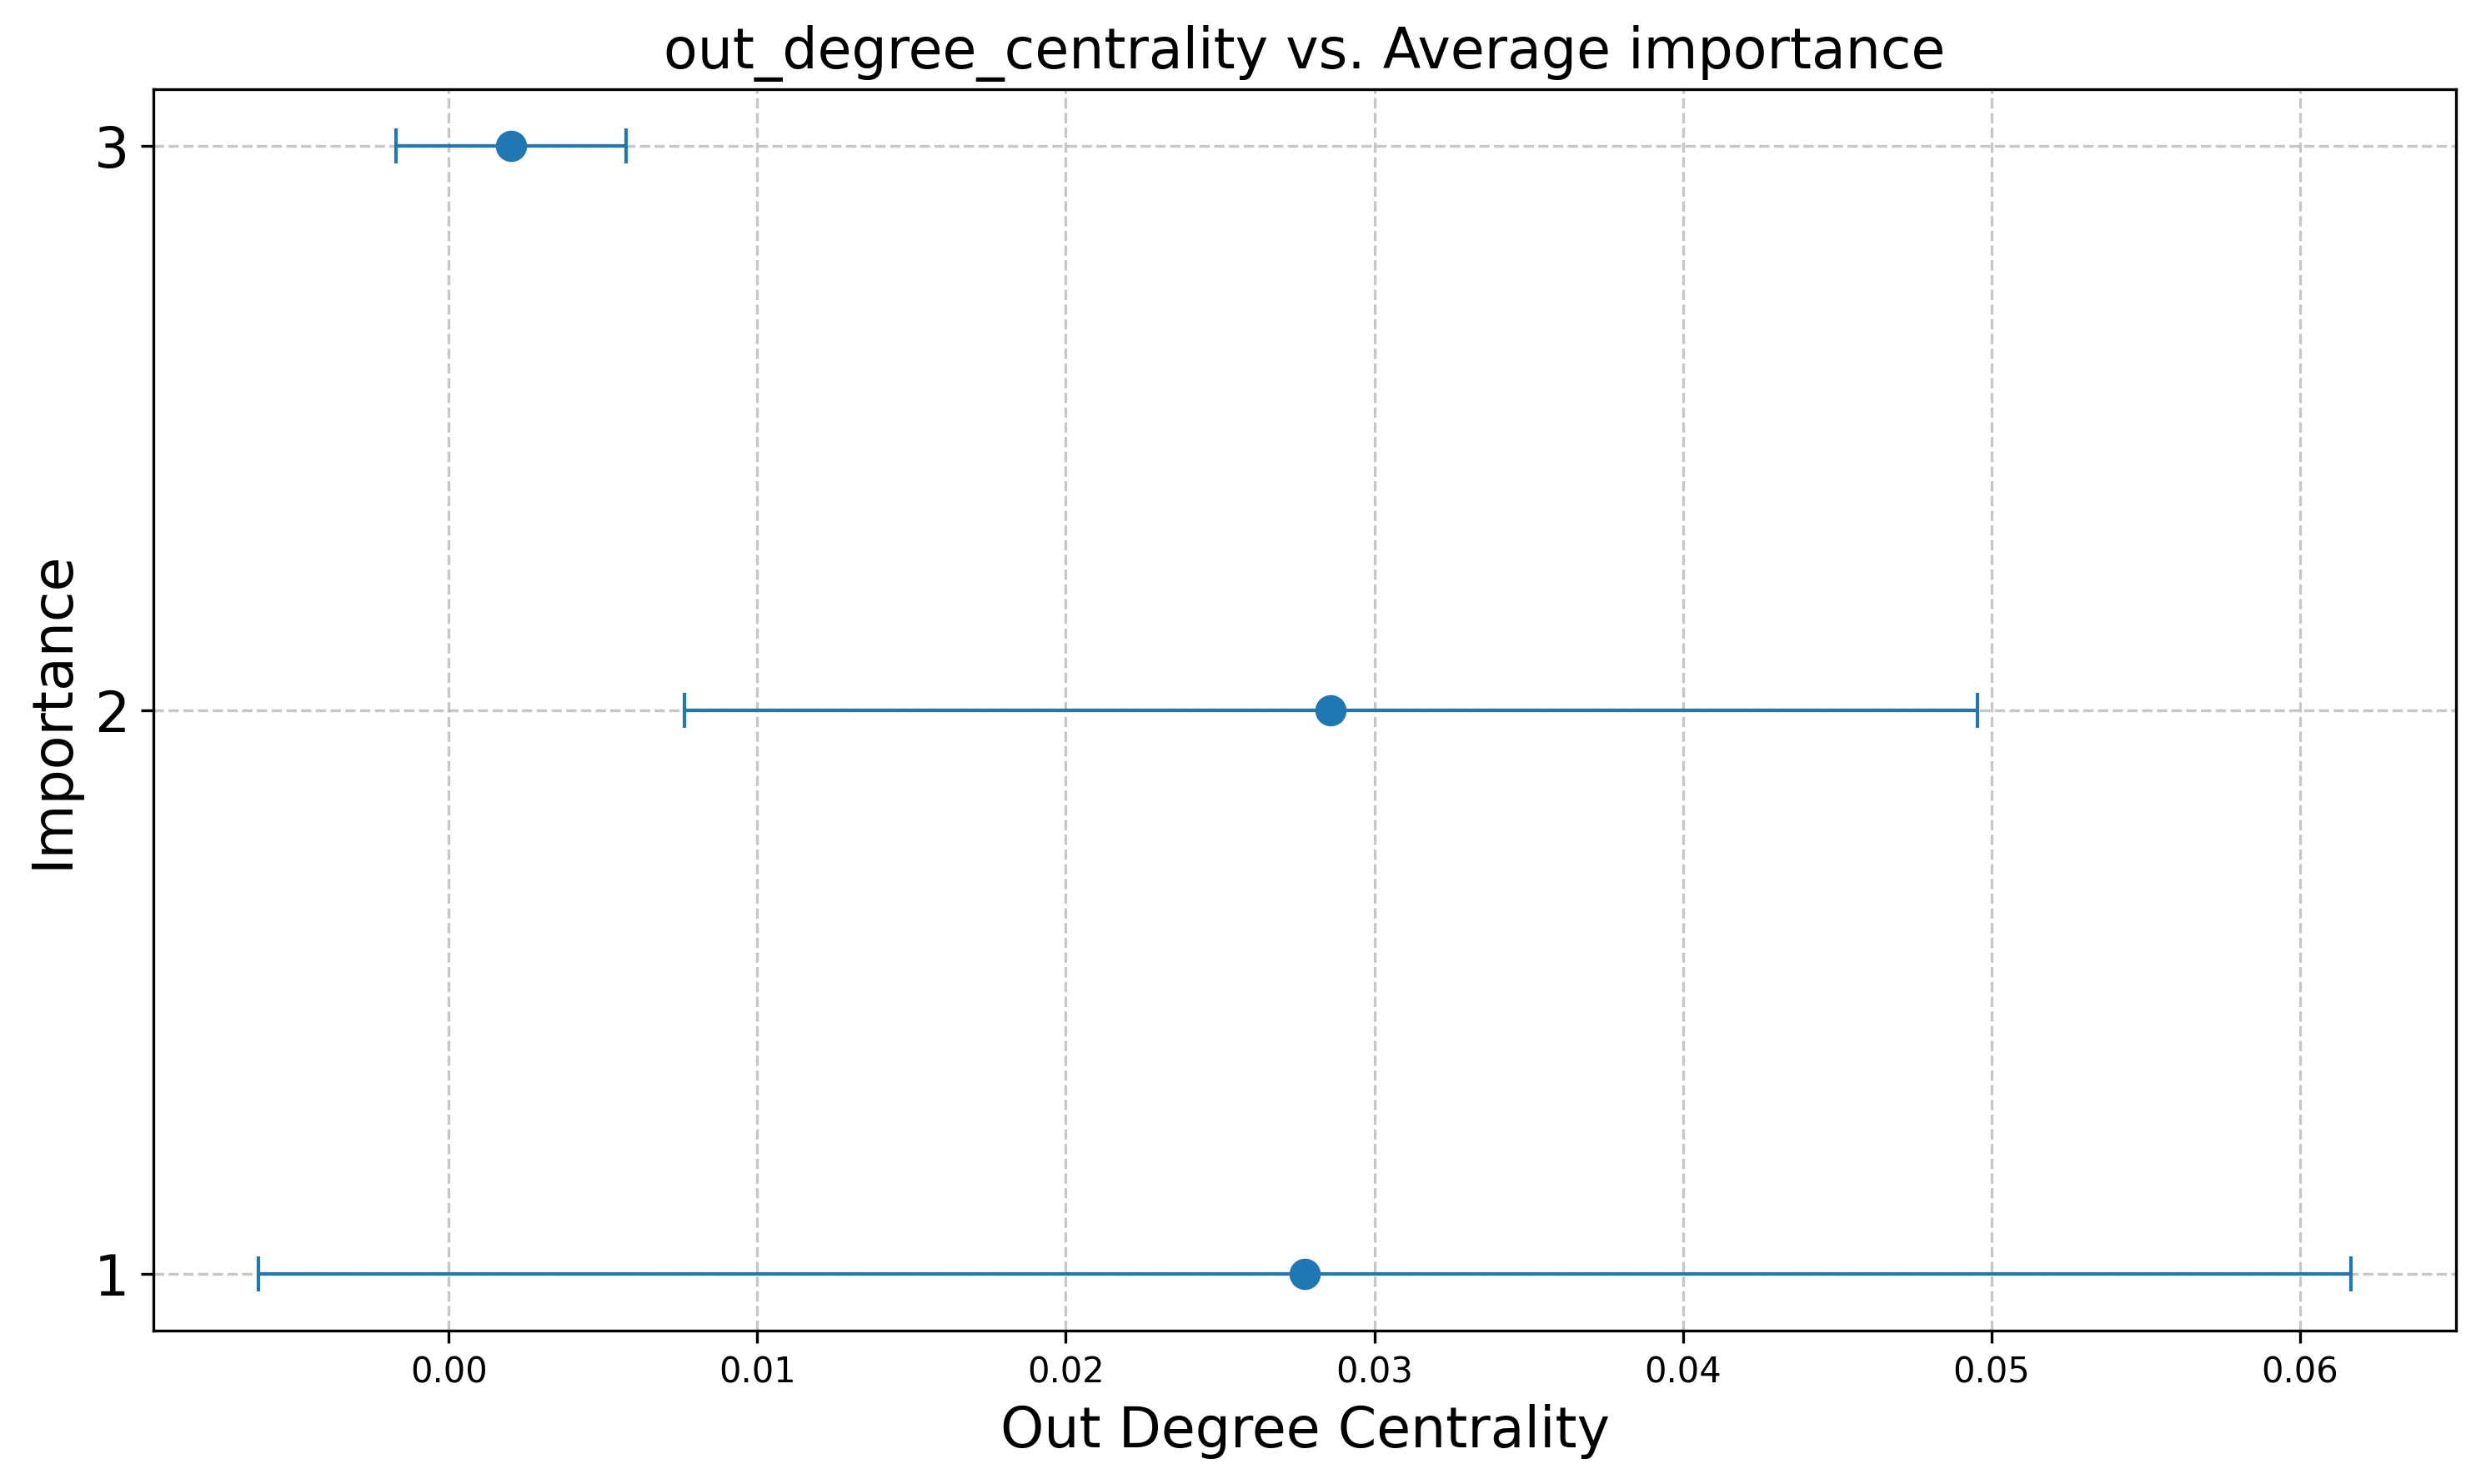 out_degree_centrality vs. Average importance
3
2
1
Importance
0.00 0.01 0.02 0.03 0.04 0.05 0.06
Out Degree Centrality